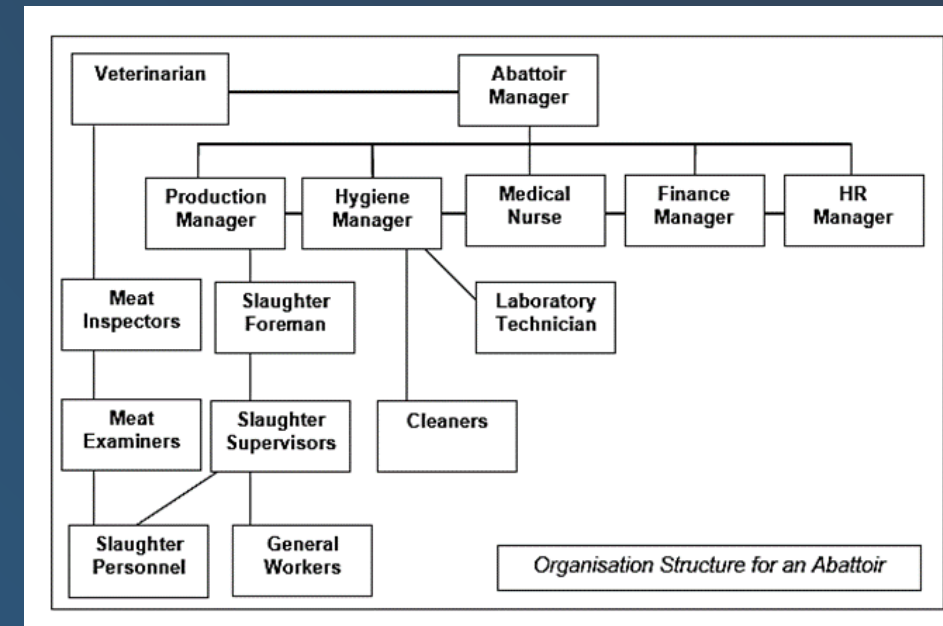 Veterinarian
Abattoir
Manager
Production
Manager
Hygiene
Manager
Medical
Nurse
Finance
Manager
HR
Manager
Meat
Inspectors
Slaughter
Foreman
Laboratory
Technician
Meat
Examiners
Slaughter
Supervisors
Cleaners
Slaughter
Personnel
General
Workers
Organisation Structure for an Abattoir